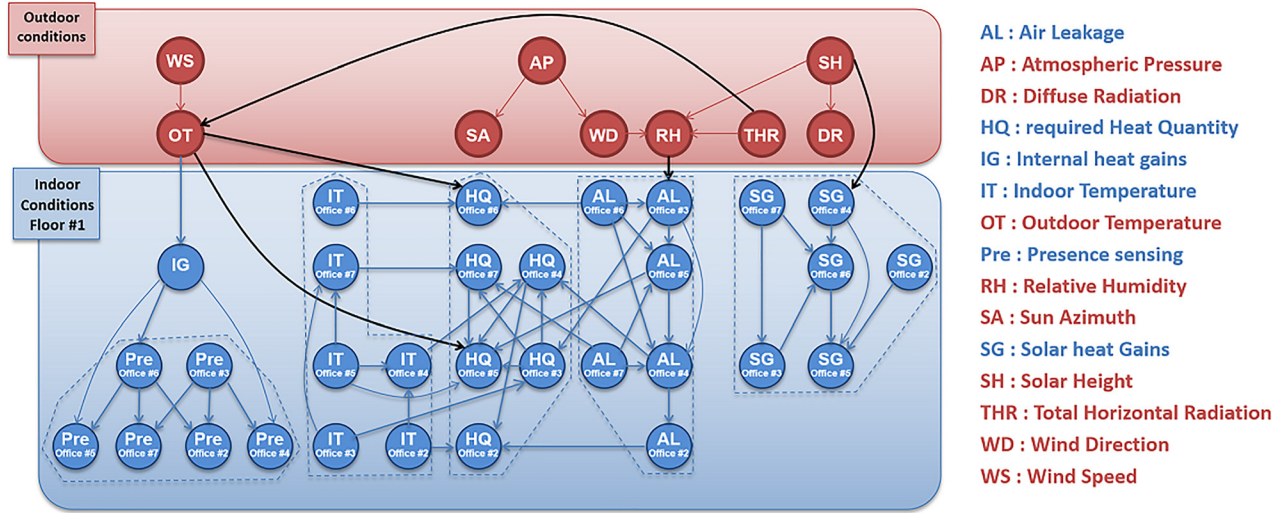 Outdoor
conditions
WS
AP
SH
OT
SA
WD
RH
THR
DR
Indoor
Conditions
Floor #1
IT
Office #6
HQ
Office #6
AL
Office #6
AL
Office #3
SG
Office #7
SG
Office #4
IG
IT
Office #7
HQ
Office #7
HQ
Office #4
AL
Office #5
SG
Office #6
SG
Office #2
Pre
Office #6
Pre
Office #3
IT
Office #5
IT
Office #4
HQ
Office #5
HQ
Office #3
AL
Office #7
AL
Office #4
SG
Office #3
SG
Office #5
Pre
Office #5
Pre
Office #7
Pre
Office #2
Pre
Office #4
IT
Office #3
IT
Office #2
HQ
Office #2
AL
Office #2
AL : Air Leakage
AP : Atmospheric Pressure
DR : Diffuse Radiation
HQ : required Heat Quantity
IG : Internal heat gains
IT : Indoor Temperature
OT : Outdoor Temperature
Pre : Presence sensing
RH : Relative Humidity
SA : Sun Azimuth
SG : Solar heat Gains
SH : Solar Height
THR : Total Horizontal Radiation
WD : Wind Direction
WS : Wind Speed